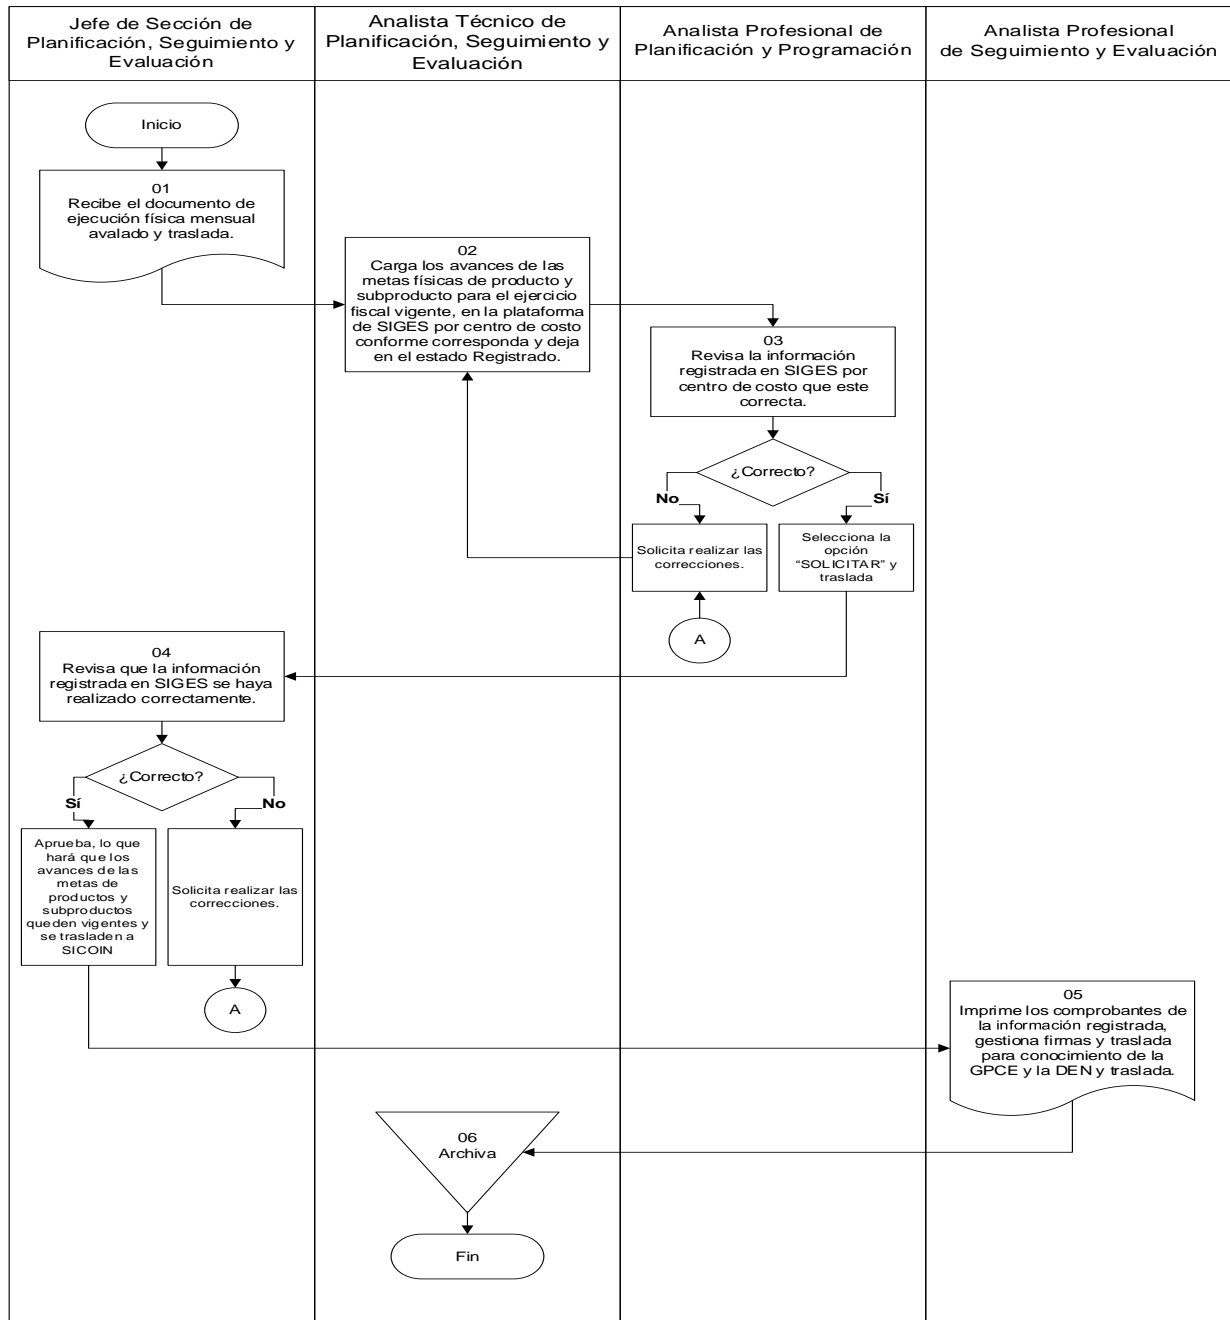 Jefe de Sección de
Planificación, Seguimiento y
Evaluación
Analista Técnico de
Planificación, Seguimiento y
Evaluación
Analista Profesional de
Planificación y Programación
Analista Profesional
de Seguimiento y Evaluación
Inicio
01
Recibe el documento de
ejecución física mensual
avalado y traslada.
02
Carga los avances de las
metas físicas de producto y
subproducto para el ejercicio
fiscal vigente, en la plataforma
de SIGES por centro de costo
conforme corresponda y deja
en el estado Registrado.
03
Revisa la información
registrada en SIGES por
centro de costo que este
correcta.
¿Correcto?
No
Sí
Solicita realizar las
correcciones.
Selecciona la
opción
“SOLICITAR” y
traslada
A
04
Revisa que la información
registrada en SIGES se haya
realizado correctamente.
¿Correcto?
Sí
No
Aprueba, lo que
hará que los
avances de las
metas de
productos y
subproductos
queden vigentes y
se trasladen a
SICOIN
Solicita realizar las
correcciones.
A
05
Imprime los comprobantes de
la información registrada,
gestiona firmas y traslada
para conocimiento de la
GPCE y la DEN y traslada.
06
Archiva
Fin